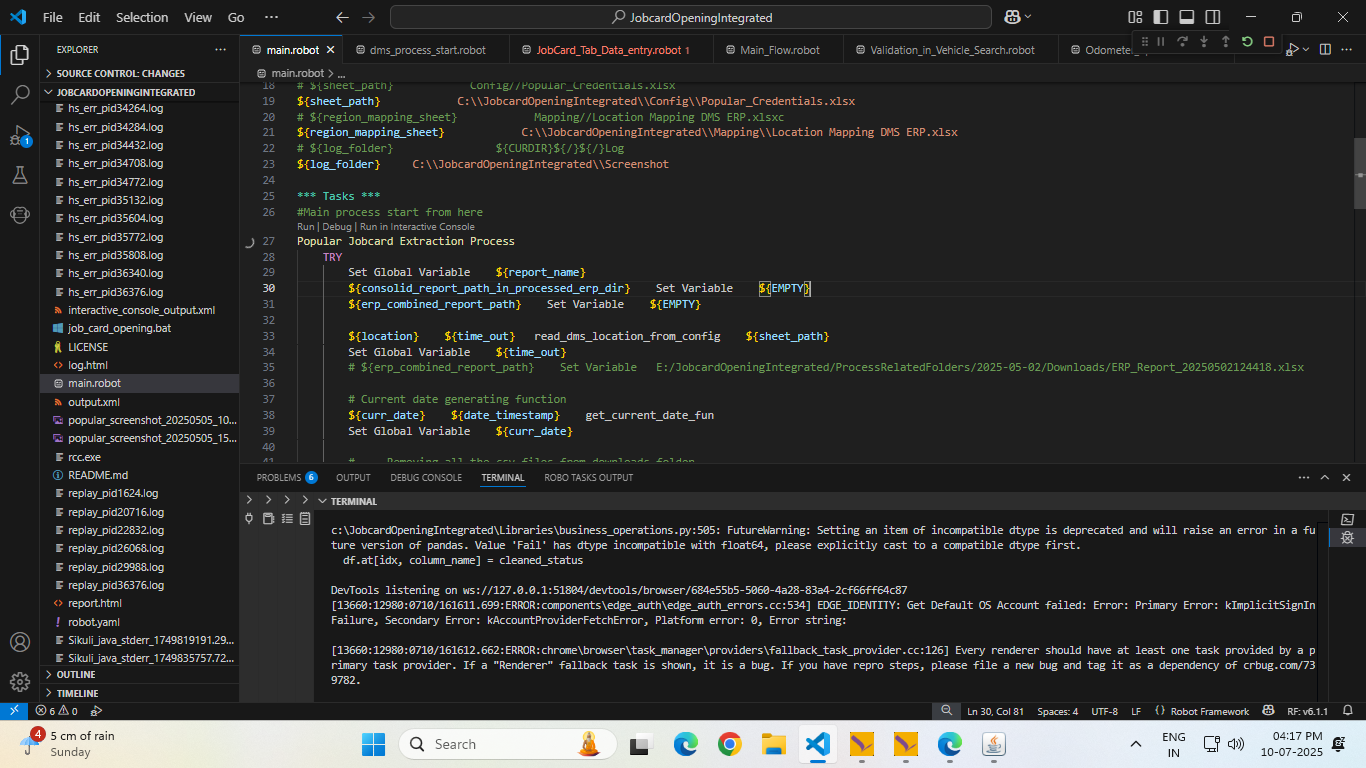 File Edit Selection View Go ···
JobcardOpeningIntegrated
EXPLORER ···
SOURCE CONTROL: CHANGES
JOBCARDOPENINGINTEGRATED
hs_err_pid34264.log
hs_err_pid34284.log
hs_err_pid34432.log
hs_err_pid34708.log
hs_err_pid34772.log
hs_err_pid35132.log
hs_err_pid35604.log
hs_err_pid35772.log
hs_err_pid35808.log
hs_err_pid36340.log
hs_err_pid36376.log
interactive_console_output.xml
job_card_opening.bat
LICENSE
log.html
main.robot
output.xml
popular_screenshot_20250505_10...
popular_screenshot_20250505_15...
rcc.exe
README.md
replay_pid1624.log
replay_pid20716.log
replay_pid22832.log
replay_pid26068.log
replay_pid29988.log
replay_pid36376.log
report.html
robot.yaml
Sikuli_java_stderr_1749819191.29...
Sikuli_java_stderr_1749835757.72...
OUTLINE
TIMELINE
1
main.robot dms_process_start.robot JobCard_Tab_Data_entry.robot 1 Main_Flow.robot Validation_in_Vehicle_Search.robot Odomete
main.robot > ...
18 # ${sheet_path} Config//Popular_Credentials.xlsx
19 ${sheet_path} C:\\JobcardOpeningIntegrated\\Config\\Popular_Credentials.xlsx
20 # ${region_mapping_sheet} Mapping//Location Mapping DMS ERP.xlsxc
21 ${region_mapping_sheet} C:\\JobcardOpeningIntegrated\\Mapping\\Location Mapping DMS ERP.xlsx
22 # ${log_folder} ${CURDIR}${/}${/}Log
23 ${log_folder} C:\\JobcardOpeningIntegrated\\Screenshot
24
25 *** Tasks ***
26 #Main process start from here
Run | Debug | Run in Interactive Console
27 Popular Jobcard Extraction Process
28 TRY
29 Set Global Variable ${report_name}
30 ${consolid_report_path_in_processed_erp_dir} Set Variable ${EMPTY}
31 ${erp_combined_report_path} Set Variable ${EMPTY}
32
33 ${location} ${time_out} read_dms_location_from_config ${sheet_path}
34 Set Global Variable ${time_out}
35 # ${erp_combined_report_path} Set Variable E:/JobcardOpeningIntegrated/ProcessRelatedFolders/2025-05-02/Downloads/ERP_Report_20250502124418.xlsx
36
37 # Current date generating function
38 ${curr_date} ${date_timestamp} get_current_date_fun
39 Set Global Variable ${curr_date}
40
41 # Removing all the csv files from downloads folder
PROBLEMS 6 OUTPUT DEBUG CONSOLE TERMINAL ROBO TASKS OUTPUT
TERMINAL
c:\JobcardOpeningIntegrated\Libraries\business_operations.py:505: FutureWarning: Setting an item of incompatible dtype is deprecated and will raise an error in a fu
ture version of pandas. Value 'Fail' has dtype incompatible with float64, please explicitly cast to a compatible dtype first.
df.at[idx, column_name] = cleaned_status
DevTools listening on ws://127.0.0.1:51804/devtools/browser/684e55b5-5060-4a28-83a4-2cf66ff64c87
[13660:12980:0710/161611.699:ERROR:components\edge_auth\edge_auth_errors.cc:534] EDGE_IDENTITY: Get Default OS Account failed: Error: Primary Error: kImplicitSignIn
Failure, Secondary Error: kAccountProviderFetchError, Platform error: 0, Error string:
[13660:12980:0710/161612.662:ERROR:chrome\browser\task_manager\providers\fallback_task_provider.cc:126] Every renderer should have at least one task provided by a p
rimary task provider. If a "Renderer" fallback task is shown, it is a bug. If you have repro steps, please file a new bug and tag it as a dependency of crbug.com/73
9782.
6 0
Ln 30, Col 81 Spaces: 4 UTF-8 LF Robot Framework RF: v6.1.1
4
5 cm of rain
Sunday
Search
ENG
IN
04:17 PM
10-07-2025